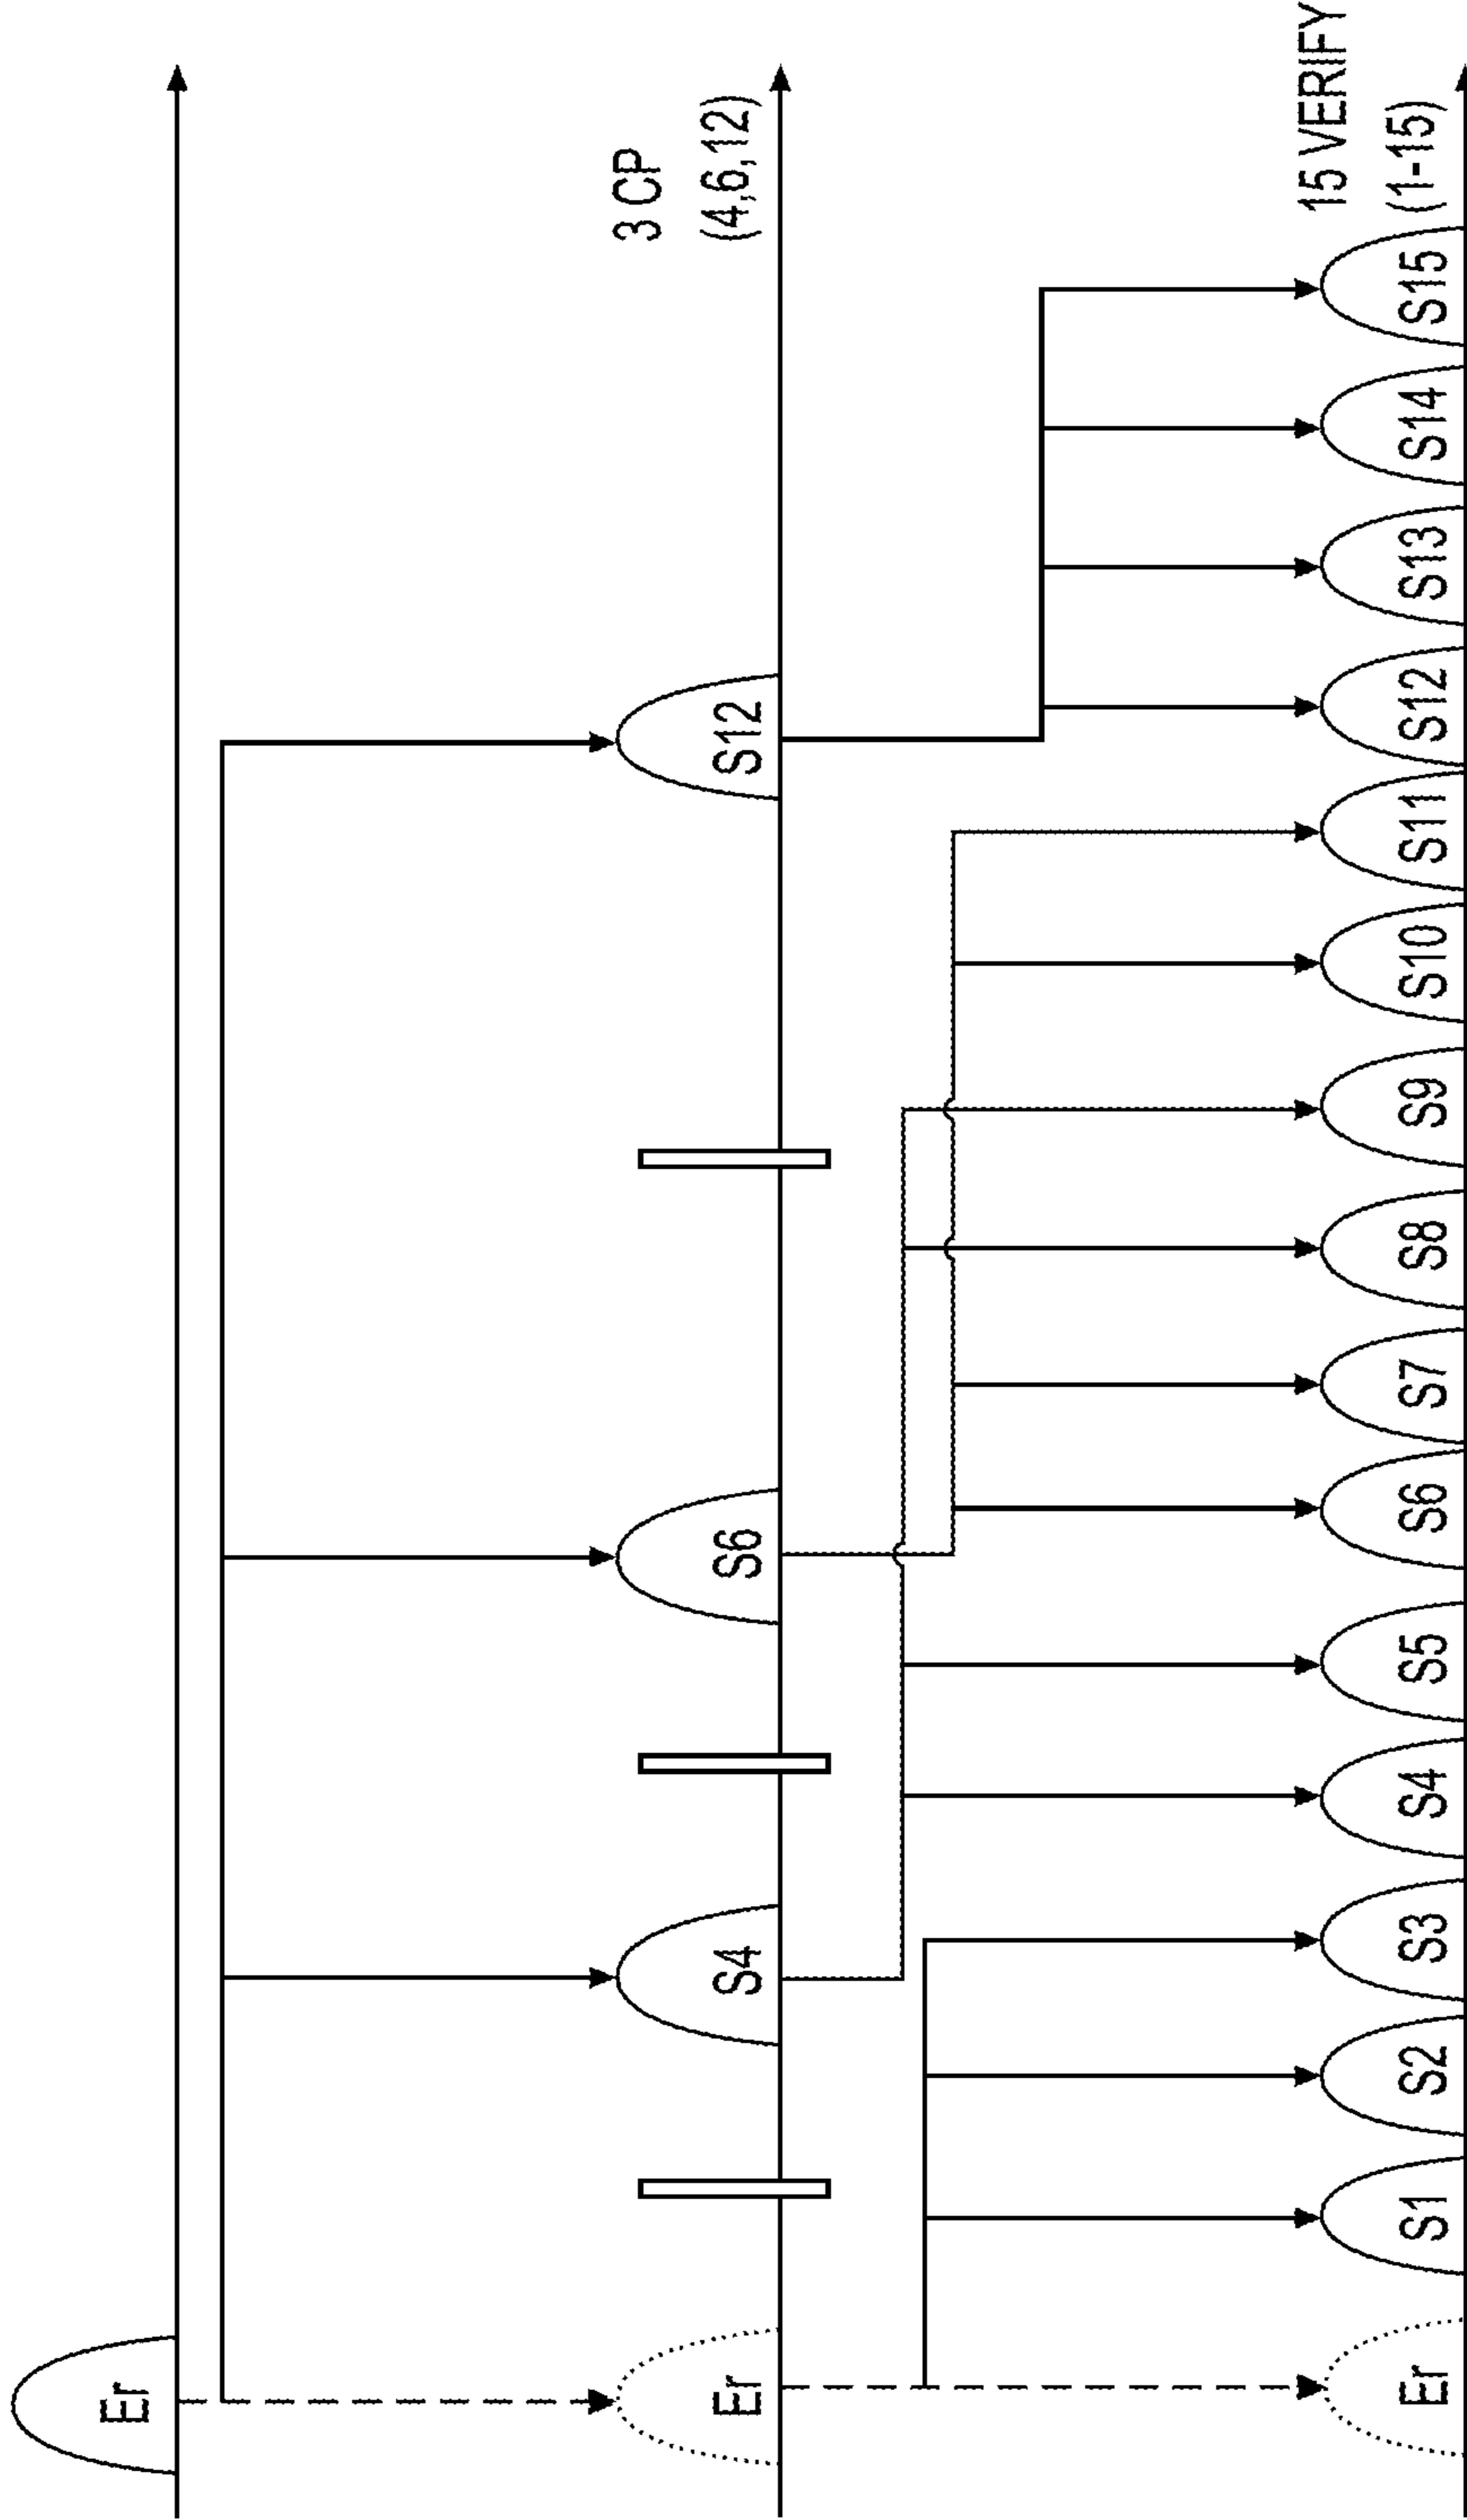 Er
3 CP
(4,6,12)
Er
S4
S6
S12
15 VERIFY
(1-15)
Er
S1
S2
S3
S4
S5
S6
S7
S8
S9
S10
S11
S12
S13
S14
S15